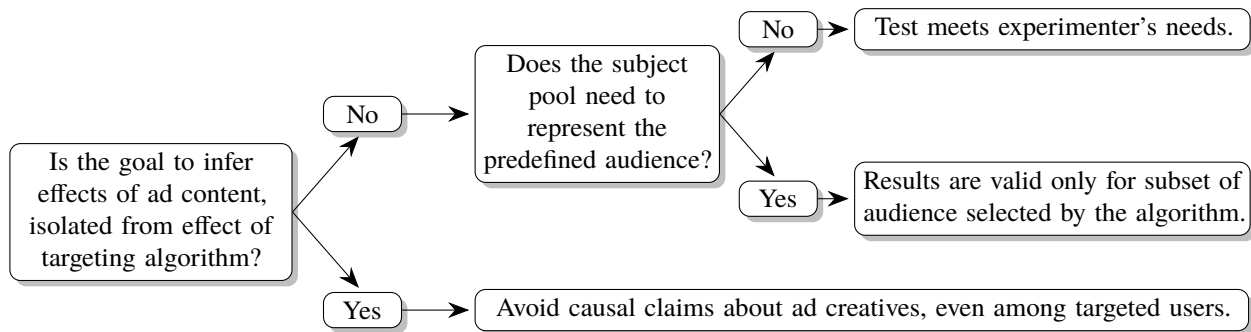 Is the goal to infer
effects of ad content,
isolated from effect of
targeting algorithm?
No
Does the subject
pool need to
represent the
predefined audience?
No
Test meets experimenter's needs.
Yes
Results are valid only for subset of
audience selected by the algorithm.
Yes
Avoid causal claims about ad creatives, even among targeted users.